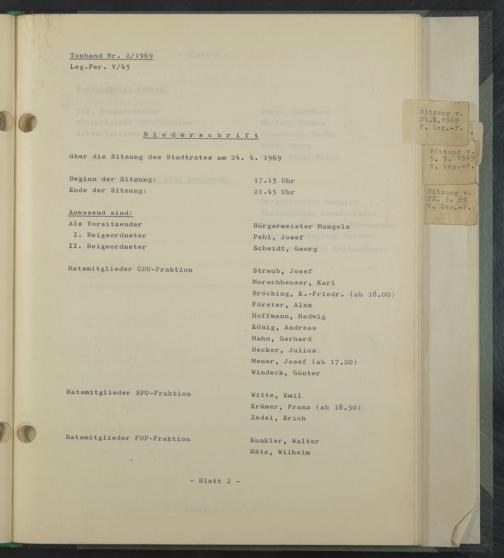 Tonband Nr. 2/1969
Leg.Per. V/45
Niederschrift
über die Sitzung des Stadtrates am 24. 4. 1969
Beginn der Sitzung: 17.15 Uhr
Ende der Sitzung: 21.45 Uhr
Anwesend sind:
Als Vorsitzender Bürgermeister Mangels
I. Beigeordneter Pehl, Josef
II. Beigeordneter Scheidt, Georg
Ratsmitglieder CDU-Fraktion Straub, Josef
Morschheuser, Karl
Bröcking, K.-Friedr. (ab 18.00)
Förster, Alex
Hoffmann, Hedwig
König, Andreas
Mahn, Gerhard
Decker, Julius
Meuer, Josef (ab 17.20)
Windeck, Günter
Ratsmitglieder SPD-Fraktion Witte, Emil
Krämer, Franz (ab 18.30)
Zedel, Erich
Ratsmitglieder FDP-Fraktion Kunkler, Walter
Hätz, Wilhelm
- Blatt 2 -
Sitzung v.
24.4.1969
V. Leg.-P.
Sitzung v.
5. 1969
V. Leg.-P.
Sitzung v.
22. 5. 69
V. Leg.-P.